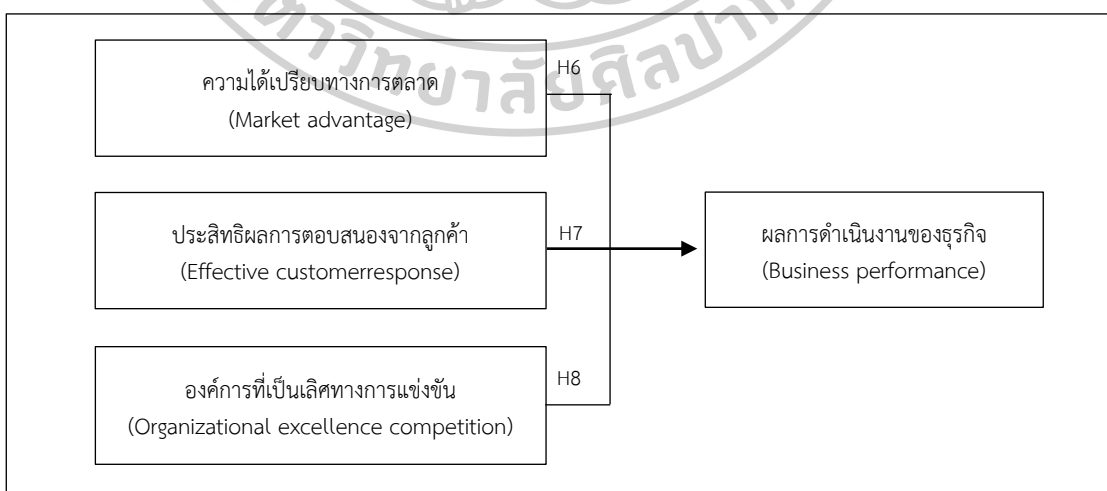 ความได้เปรียบทางการตลาด
(Market advantage)
H6
ประสิทธิผลการตอบสนองจากลูกค้า
(Effective customerresponse)
H7
ผลการดำเนินงานของธุรกิจ
(Business performance)
องค์การที่เป็นเลิศทางการแข่งขัน
(Organizational excellence competition)
H8